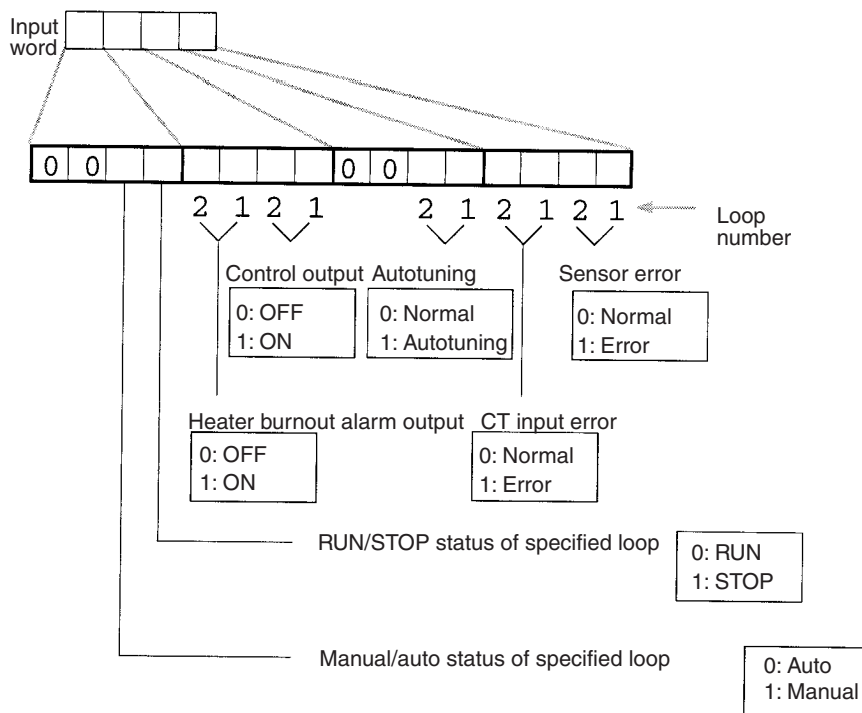 Input
word
0 0 0 0
2 1 2 1 2 1 2 1 2 1
Loop
number
Control output Autotuning Sensor error
0: OFF 0: Normal 0: Normal
1: ON 1: Autotuning 1: Error
Heater burnout alarm output CT input error
0: OFF 0: Normal
1: ON 1: Error
RUN/STOP status of specified loop
0: RUN
1: STOP
Manual/auto status of specified loop
0: Auto
1: Manual